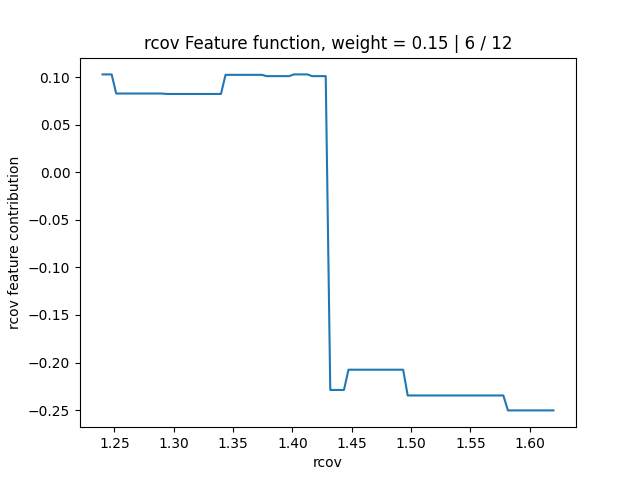 rcov Feature function, weight = 0.15 | 6 / 12
rcov feature contribution
0.10
0.05
0.00
−0.05
−0.10
−0.15
−0.20
−0.25
1.25 1.30 1.35 1.40 1.45 1.50 1.55 1.60
rcov